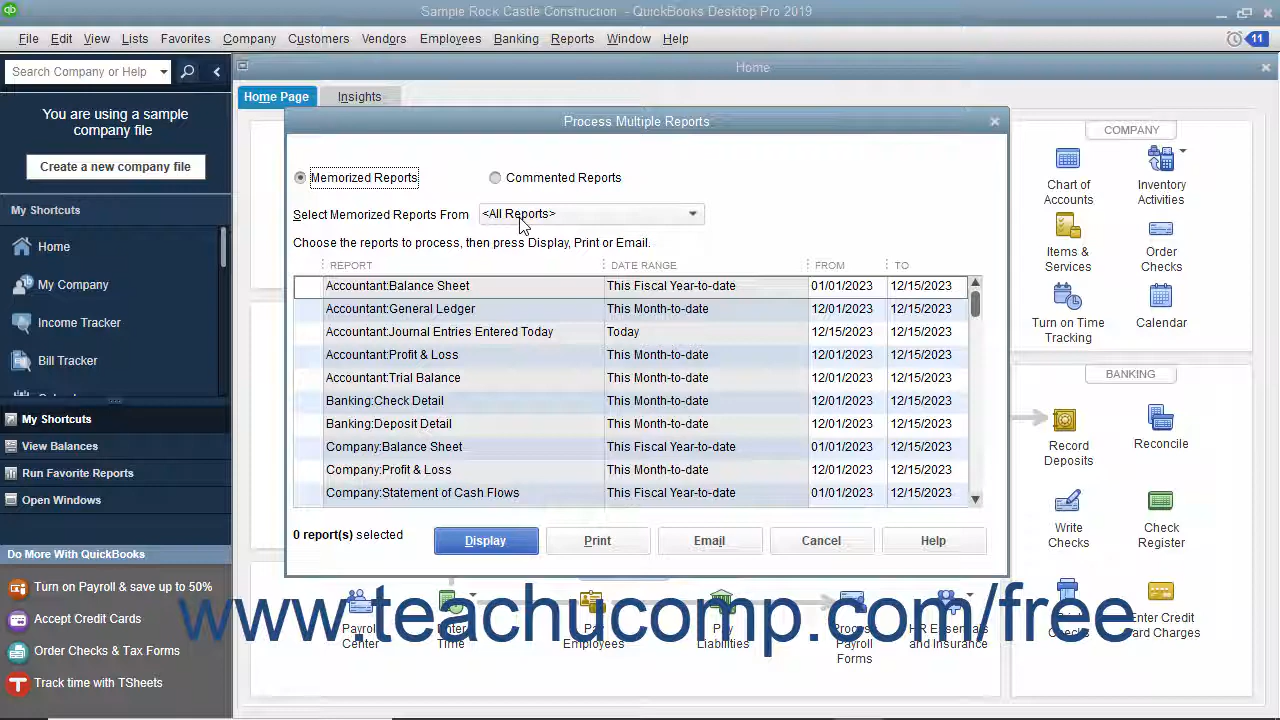 Sample Rock Castle Construction - QuickBooks Desktop Pro 2019
File Edit View Lists Favorites Company Customers Vendors Employees Banking Reports Window Help
11
Search Company or Help
Home
You are using a sample
company file
Create a new company file
My Shortcuts
Home
My Company
Income Tracker
Bill Tracker
My Shortcuts
View Balances
Run Favorite Reports
Open Windows
Do More With QuickBooks
Turn on Payroll & save up to 50%
Accept Credit Cards
Order Checks & Tax Forms
Track time with TSheets
Home Page Insights
Process Multiple Reports
Memorized Reports Commented Reports
Select Memorized Reports From <All Reports>
Choose the reports to process, then press Display, Print or Email.
REPORT DATE RANGE FROM TO
Accountant:Balance Sheet This Fiscal Year-to-date 01/01/2023 12/15/2023
Accountant:General Ledger This Month-to-date 12/01/2023 12/15/2023
Accountant:Journal Entries Entered Today Today 12/15/2023 12/15/2023
Accountant:Profit & Loss This Month-to-date 12/01/2023 12/15/2023
Accountant:Trial Balance This Month-to-date 12/01/2023 12/15/2023
Banking:Check Detail This Month-to-date 12/01/2023 12/15/2023
Banking:Deposit Detail This Month-to-date 12/01/2023 12/15/2023
Company:Balance Sheet This Fiscal Year-to-date 01/01/2023 12/15/2023
Company:Profit & Loss This Month-to-date 12/01/2023 12/15/2023
Company:Statement of Cash Flows This Fiscal Year-to-date 01/01/2023 12/15/2023
0 report(s) selected
Display Print Email Cancel Help
COMPANY
Chart of
Accounts
Inventory
Activities
Items &
Services
Order
Checks
Turn on Time
Tracking
Calendar
BANKING
Record
Deposits
Reconcile
Write
Checks
Check
Register
Checks
Enter Credit
Card Charges
Payroll
Center
Enter
Time
Pay
Employees
Pay
Liabilities
Process
Payroll
Forms
HR Essentials
and Insurance
www.teachucomp.com/free